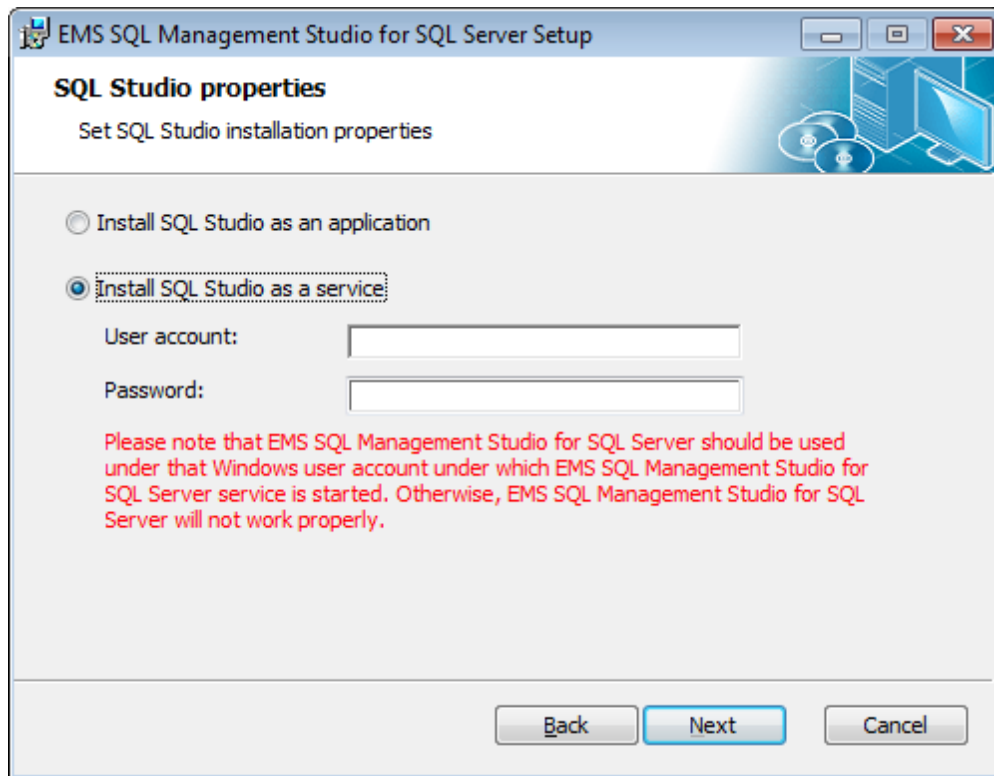 EMS SQL Management Studio for SQL Server Setup
SQL Studio properties
Set SQL Studio installation properties
Install SQL Studio as an application
Install SQL Studio as a service
User account:
Password:
Please note that EMS SQL Management Studio for SQL Server should be used
under that Windows user account under which EMS SQL Management Studio for
SQL Server service is started. Otherwise, EMS SQL Management Studio for SQL
Server will not work properly.
Back Next Cancel